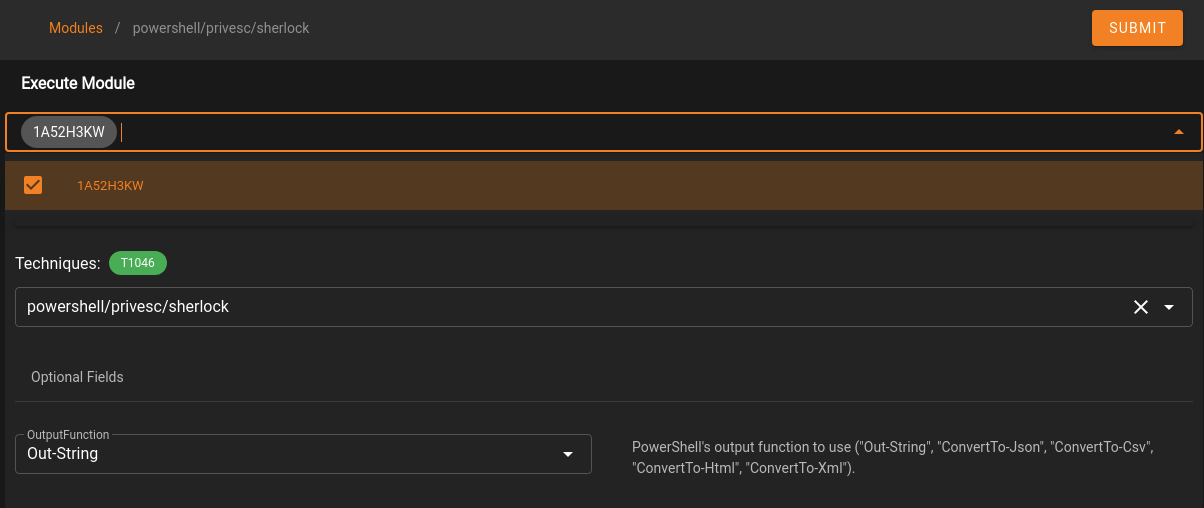 Modules / powershell/privesc/sherlock
SUBMIT
Execute Module
1A52H3KW
1A52H3KW
Techniques: T1046
powershell/privesc/sherlock
Optional Fields
OutputFunction
Out-String
PowerShell's output function to use ("Out-String", "ConvertTo-Json", "ConvertTo-Csv",
"ConvertTo-Html", "ConvertTo-Xml").